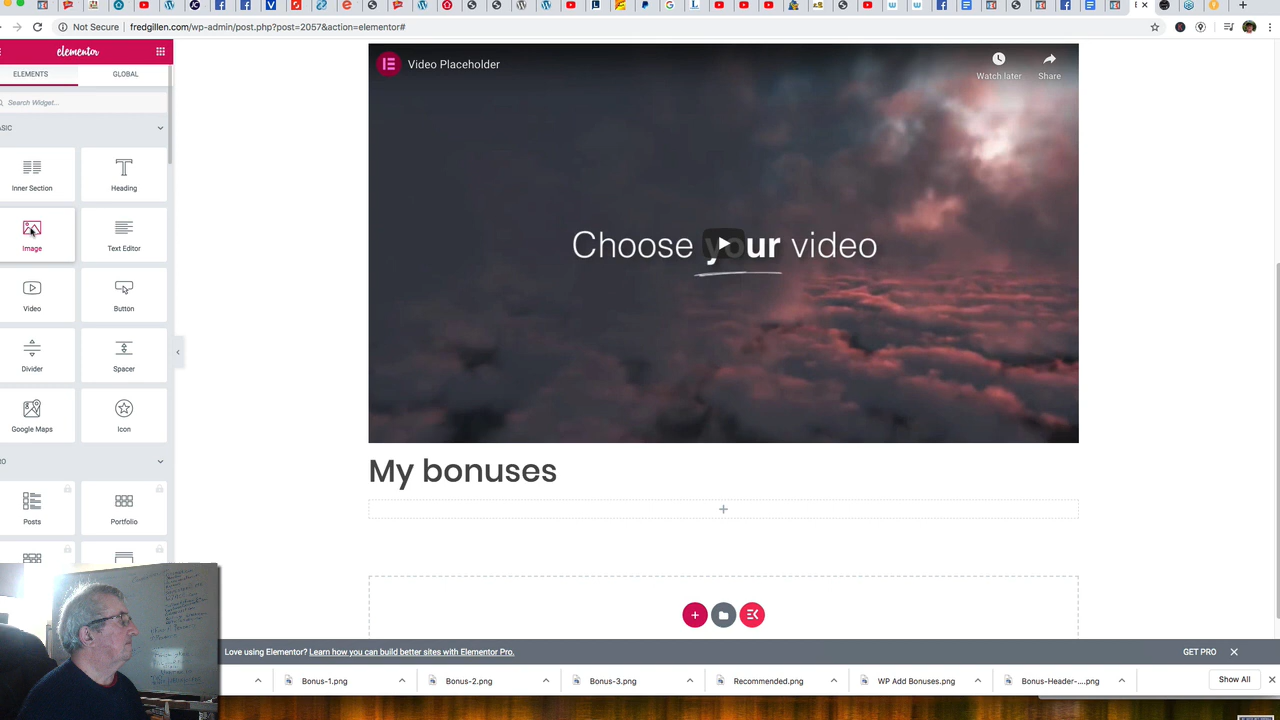 Not Secure fredgillen.com/wp-admin/post.php?post=2057&action=elementor#
elementor
ELEMENTS GLOBAL
Search Widget...
Inner Section Heading
Image Text Editor
Video Button
Divider Spacer
Google Maps Icon
Posts Portfolio
Video Placeholder
Watch later Share
Choose your video
My bonuses
Love using Elementor? Learn how you can build better sites with Elementor Pro. GET PRO
Bonus-1.png Bonus-2.png Bonus-3.png Recommended.png WP Add Bonuses.png Bonus-Header-....png Show All